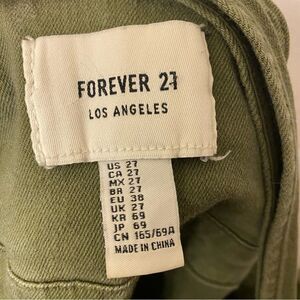 FOREVER 21
LOS ANGELES
US 27
CA 27
MX 27
BR 27
EU 38
UK 27
KR 69
JP 69
CN 165/69A
MADE IN CHINA